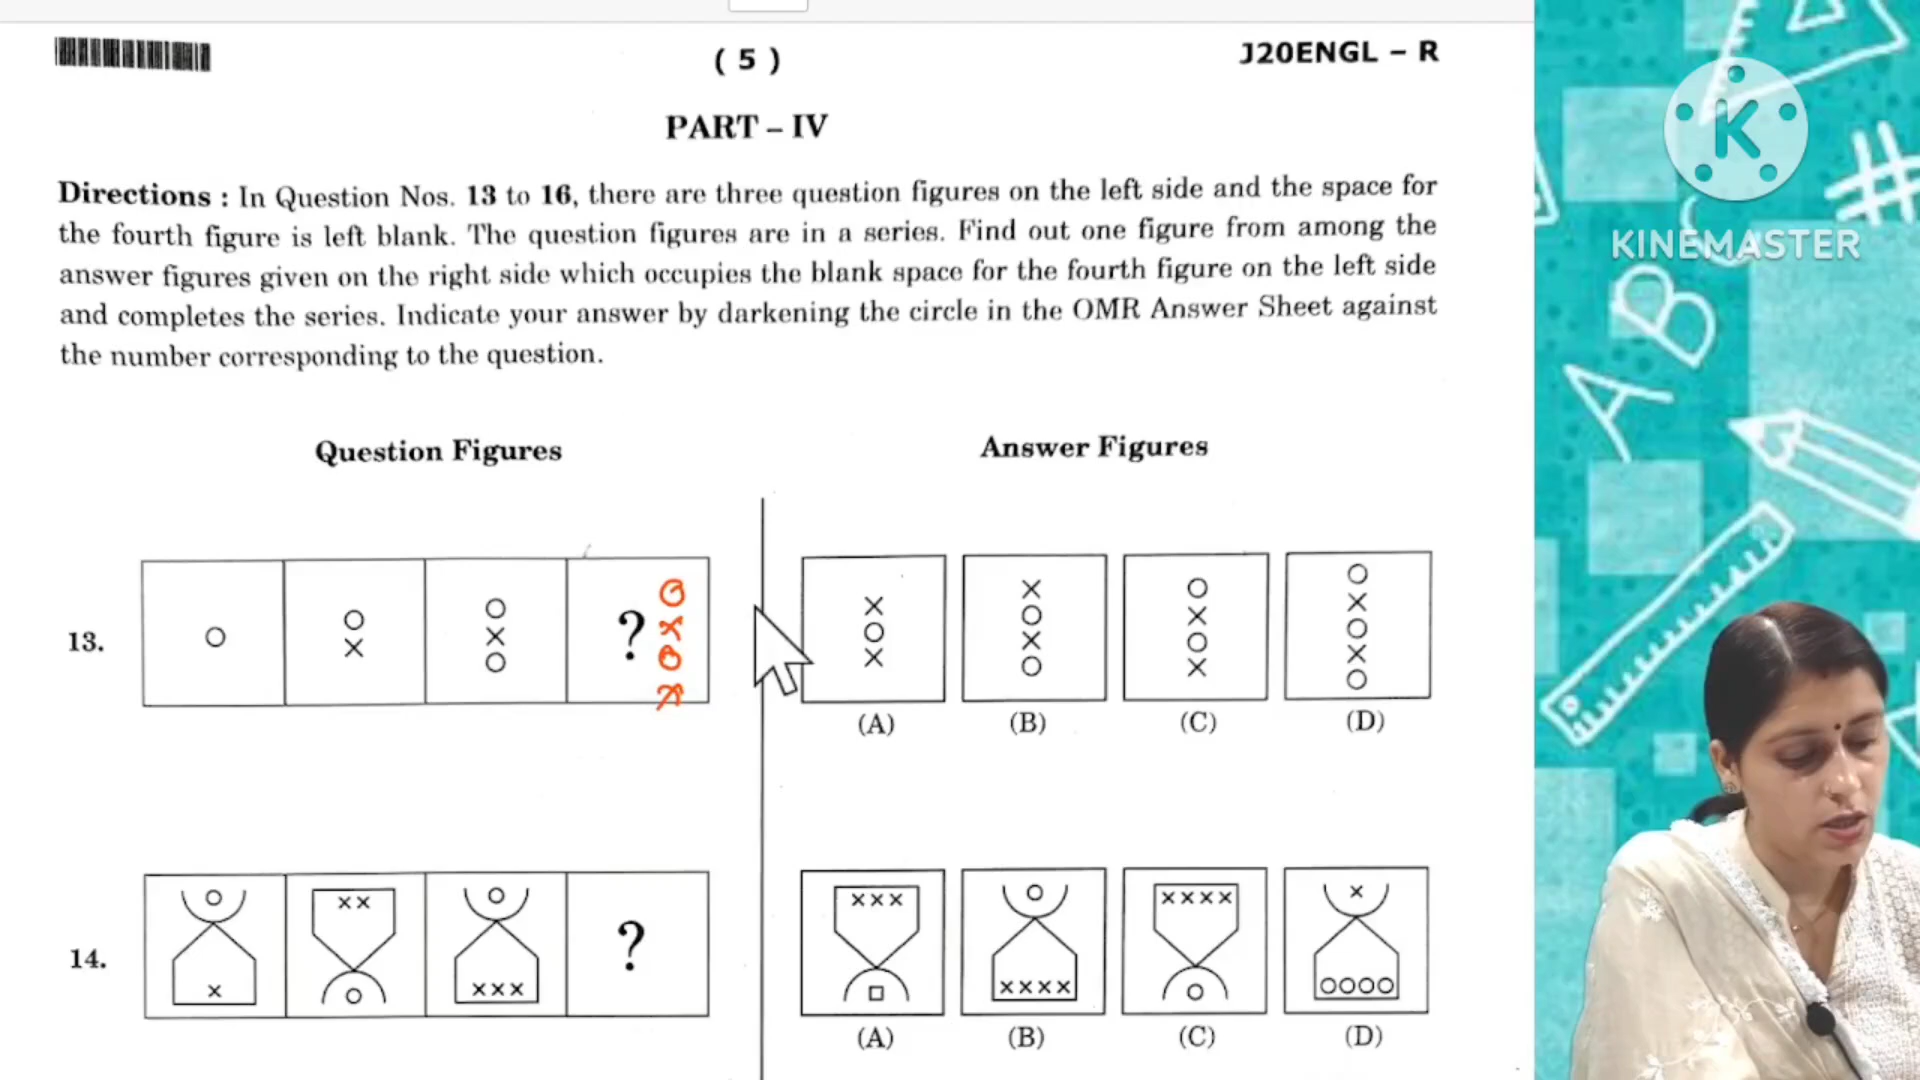 ( 5 )
J20ENGL – R
PART – IV
Directions : In Question Nos. 13 to 16, there are three question figures on the left side and the space for
the fourth figure is left blank. The question figures are in a series. Find out one figure from among the
answer figures given on the right side which occupies the blank space for the fourth figure on the left side
and completes the series. Indicate your answer by darkening the circle in the OMR Answer Sheet against
the number corresponding to the question.
Question Figures
Answer Figures
13.
O
O
X
O
X
O
?
O
X
O
X
X
O
X
X
O
X
O
O
X
O
X
O
X
O
X
O
(A)
(B)
(C)
(D)
14.
O
X
X X
O
O
X X X
?
X X X
O
X X X X
X X X X
O
X
O O O O
(A)
(B)
(C)
(D)
K
KINEMASTER
A B C
#